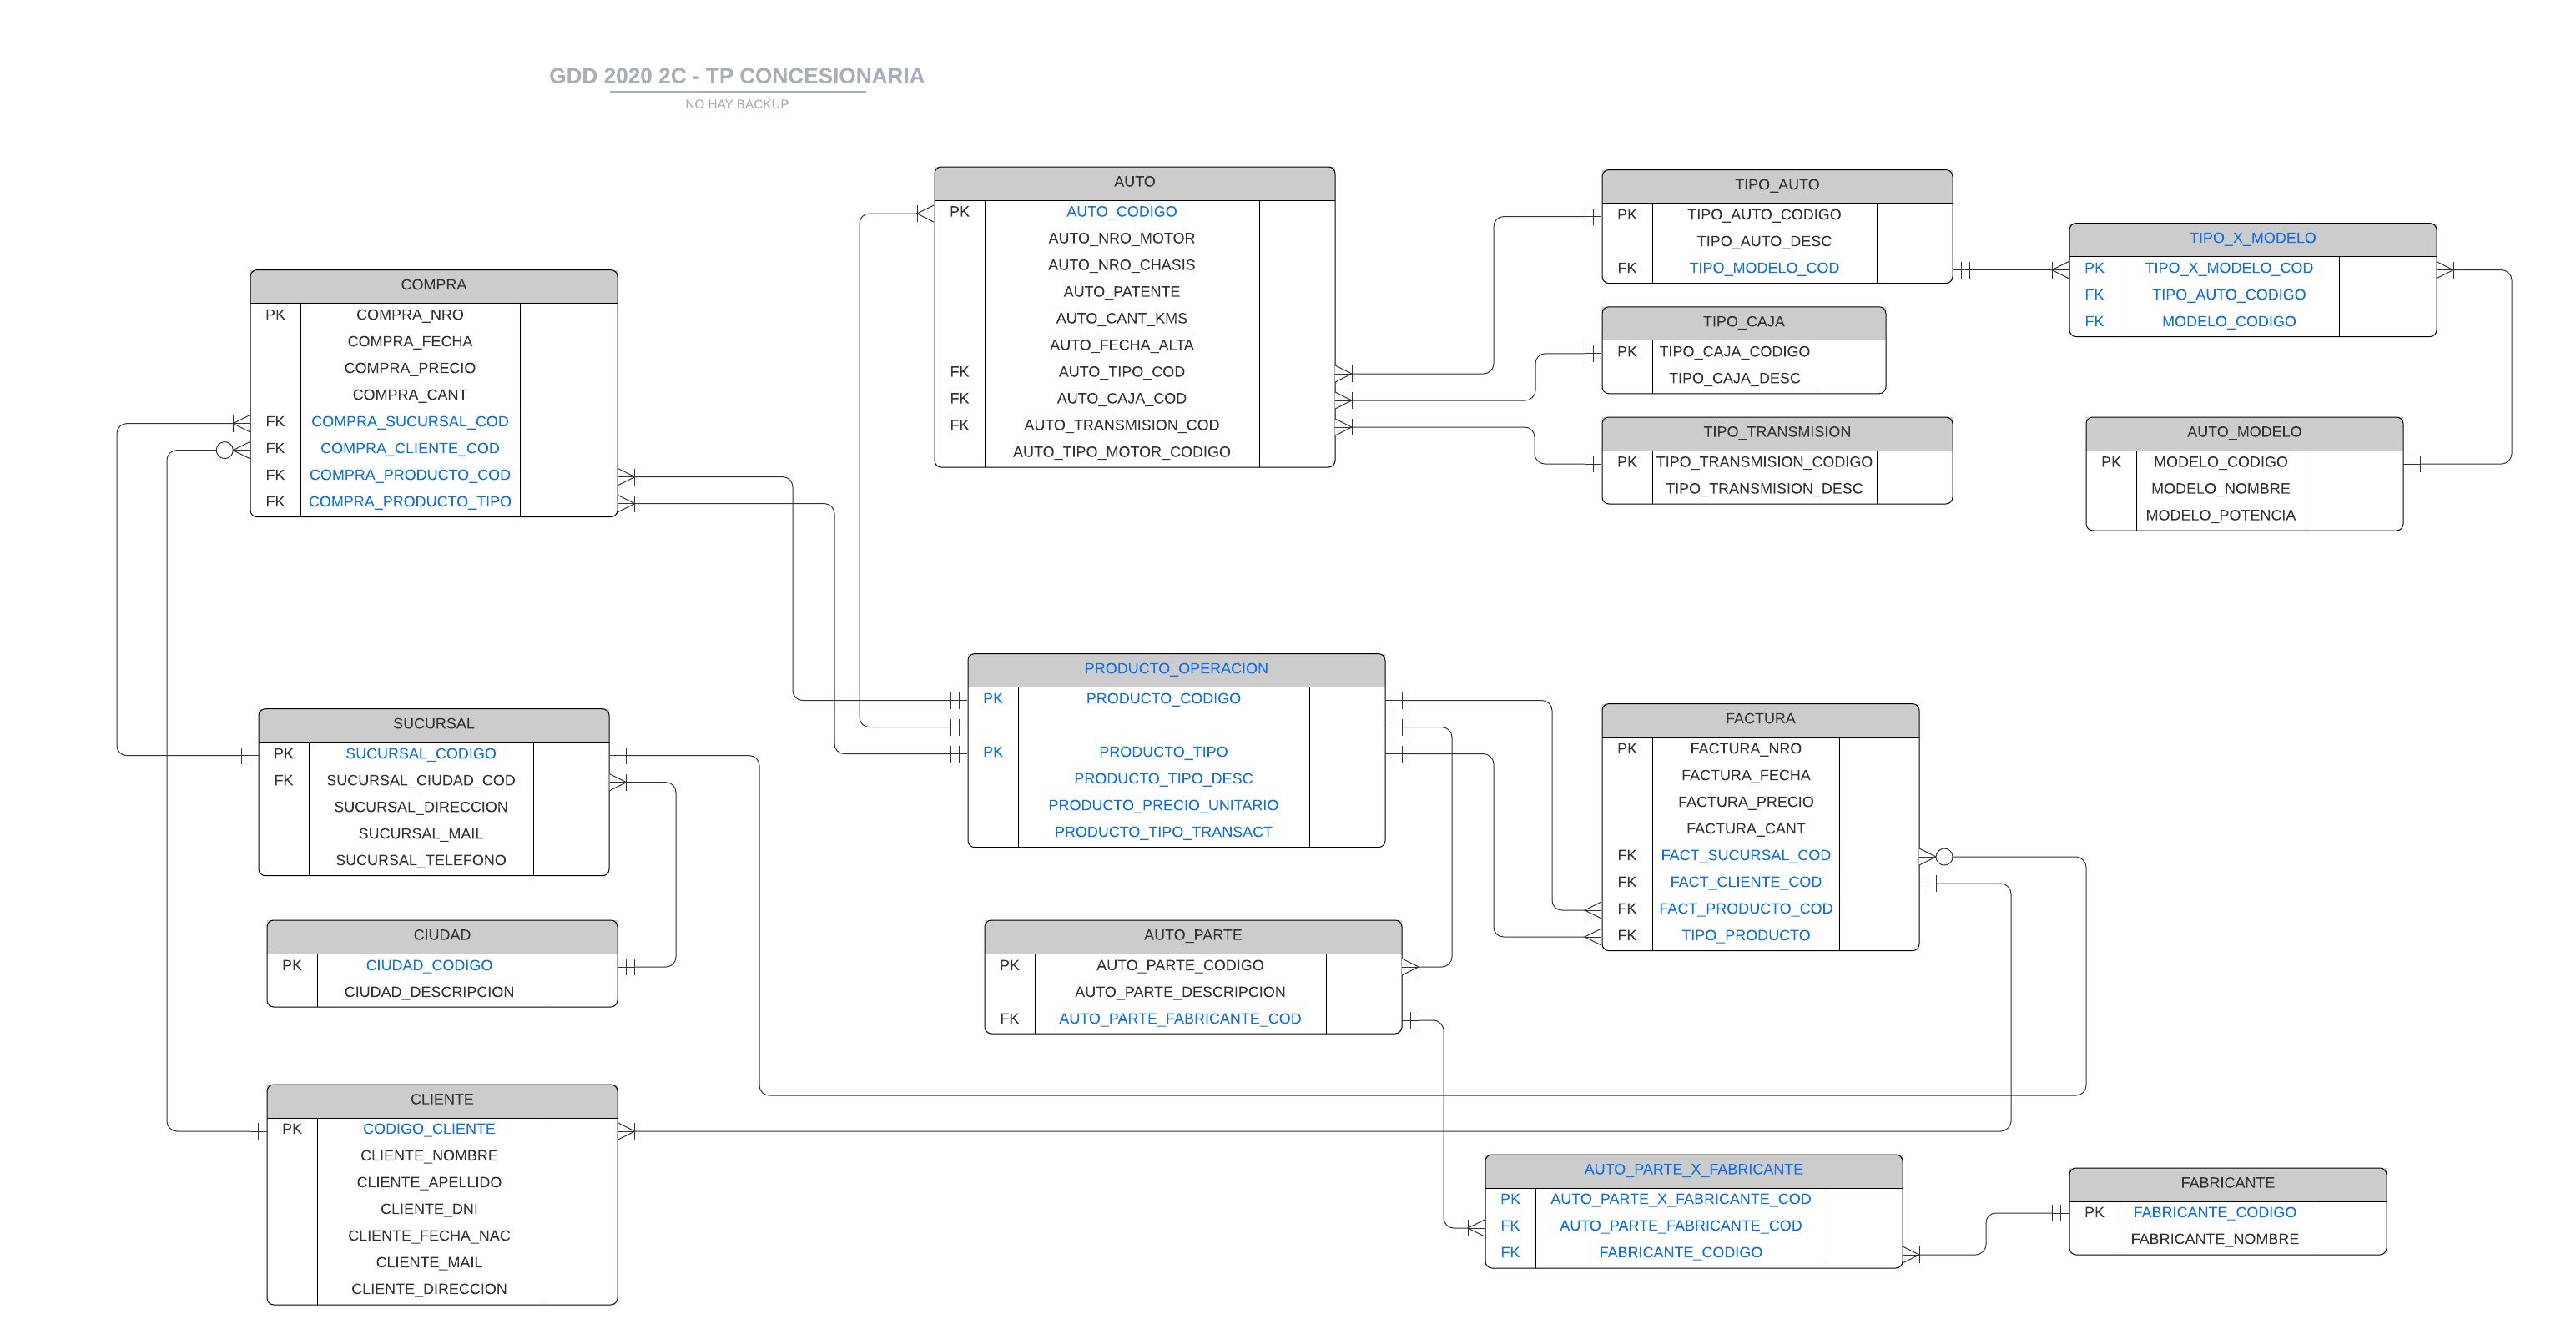 GDD 2020 2C - TP CONCESIONARIA
NO HAY BACKUP
COMPRA
PK COMPRA_NRO
COMPRA_FECHA
COMPRA_PRECIO
COMPRA_CANT
FK COMPRA_SUCURSAL_COD
FK COMPRA_CLIENTE_COD
FK COMPRA_PRODUCTO_COD
FK COMPRA_PRODUCTO_TIPO
AUTO
PK AUTO_CODIGO
AUTO_NRO_MOTOR
AUTO_NRO_CHASIS
AUTO_PATENTE
AUTO_CANT_KMS
AUTO_FECHA_ALTA
FK AUTO_TIPO_COD
FK AUTO_CAJA_COD
FK AUTO_TRANSMISION_COD
AUTO_TIPO_MOTOR_CODIGO
TIPO_AUTO
PK TIPO_AUTO_CODIGO
TIPO_AUTO_DESC
FK TIPO_MODELO_COD
TIPO_CAJA
PK TIPO_CAJA_CODIGO
TIPO_CAJA_DESC
TIPO_TRANSMISION
PK TIPO_TRANSMISION_CODIGO
TIPO_TRANSMISION_DESC
TIPO_X_MODELO
PK TIPO_X_MODELO_COD
FK TIPO_AUTO_CODIGO
FK MODELO_CODIGO
AUTO_MODELO
PK MODELO_CODIGO
MODELO_NOMBRE
MODELO_POTENCIA
SUCURSAL
PK SUCURSAL_CODIGO
FK SUCURSAL_CIUDAD_COD
SUCURSAL_DIRECCION
SUCURSAL_MAIL
SUCURSAL_TELEFONO
CIUDAD
PK CIUDAD_CODIGO
CIUDAD_DESCRIPCION
CLIENTE
PK CODIGO_CLIENTE
CLIENTE_NOMBRE
CLIENTE_APELLIDO
CLIENTE_DNI
CLIENTE_FECHA_NAC
CLIENTE_MAIL
CLIENTE_DIRECCION
PRODUCTO_OPERACION
PK PRODUCTO_CODIGO
PK PRODUCTO_TIPO
PRODUCTO_TIPO_DESC
PRODUCTO_PRECIO_UNITARIO
PRODUCTO_TIPO_TRANSACT
AUTO_PARTE
PK AUTO_PARTE_CODIGO
AUTO_PARTE_DESCRIPCION
FK AUTO_PARTE_FABRICANTE_COD
FACTURA
PK FACTURA_NRO
FACTURA_FECHA
FACTURA_PRECIO
FACTURA_CANT
FK FACT_SUCURSAL_COD
FK FACT_CLIENTE_COD
FK FACT_PRODUCTO_COD
FK TIPO_PRODUCTO
AUTO_PARTE_X_FABRICANTE
PK AUTO_PARTE_X_FABRICANTE_COD
FK AUTO_PARTE_FABRICANTE_COD
FK FABRICANTE_CODIGO
FABRICANTE
PK FABRICANTE_CODIGO
FABRICANTE_NOMBRE